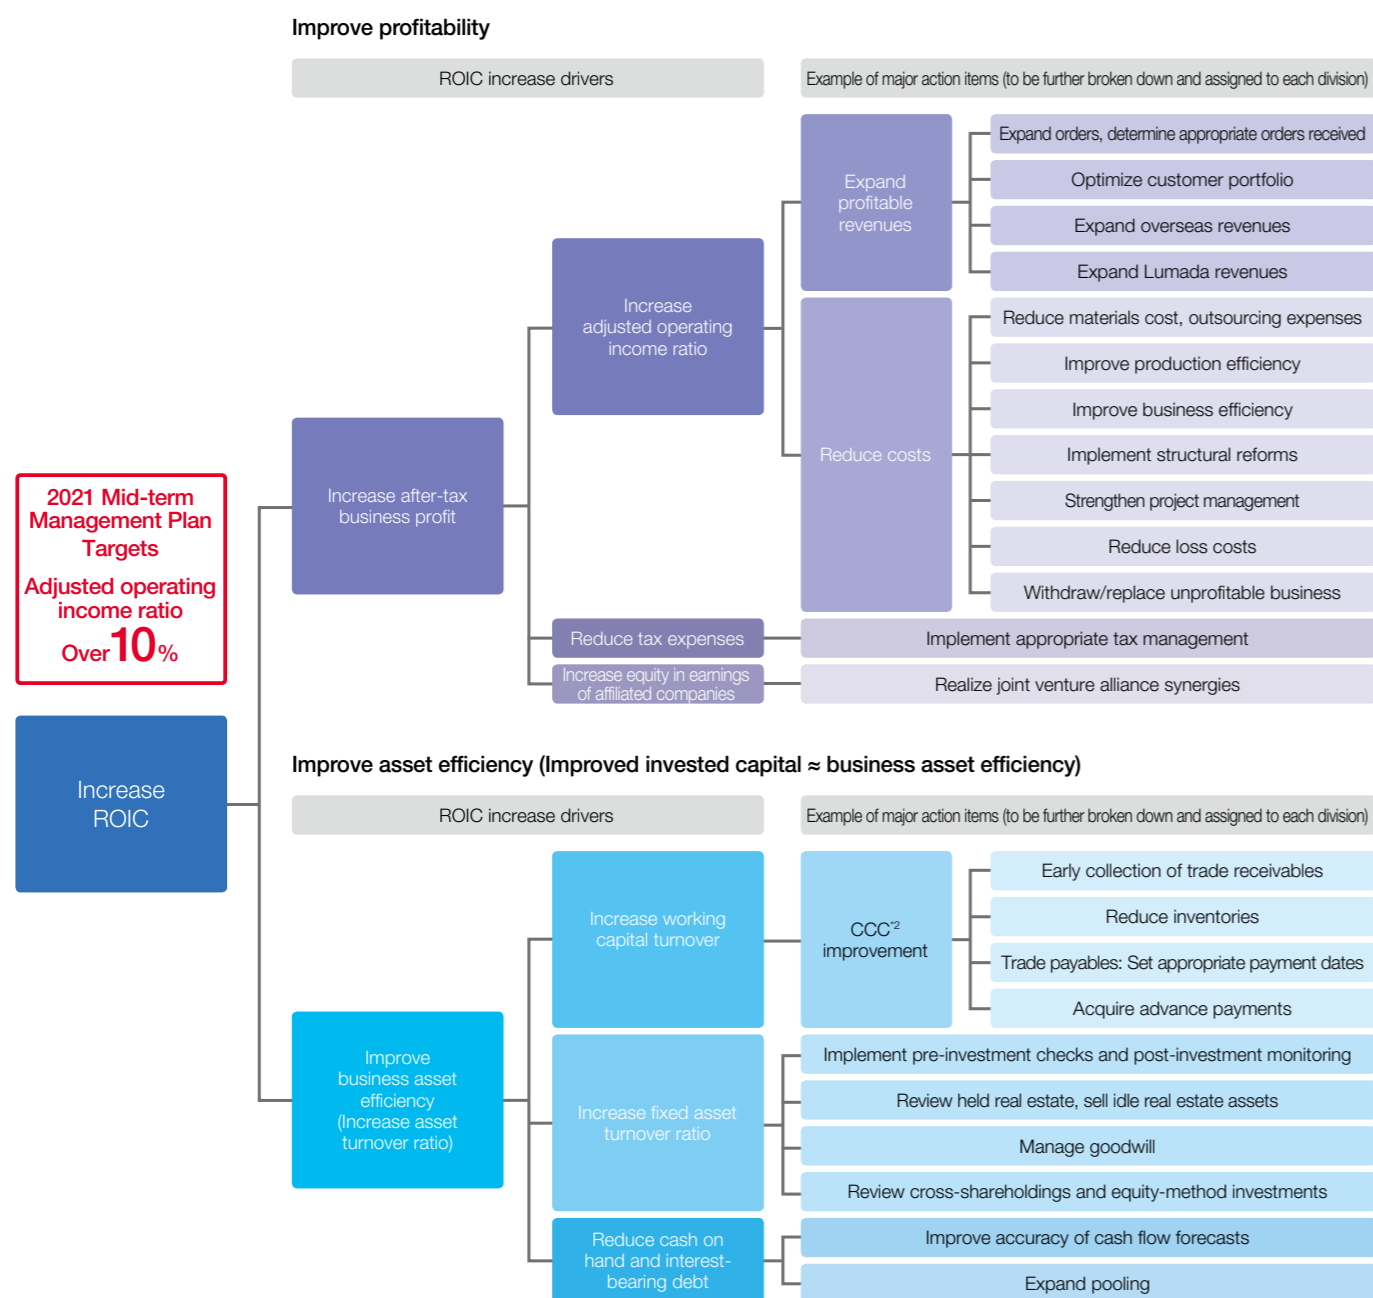 Improve profitability
ROIC increase drivers
Example of major action items (to be further broken down and assigned to each division)
2021 Mid-term
Management Plan
Targets
Adjusted operating
income ratio
Over 10 %
Increase
ROIC
Increase after-tax
business profit
Increase
adjusted operating
income ratio
Expand
profitable
revenues
Expand orders, determine appropriate orders received
Optimize customer portfolio
Expand overseas revenues
Expand Lumada revenues
Reduce costs
Reduce materials cost, outsourcing expenses
Improve production efficiency
Improve business efficiency
Implement structural reforms
Strengthen project management
Reduce loss costs
Withdraw/replace unprofitable business
Reduce tax expenses
Implement appropriate tax management
Increase equity in earnings
of affiliated companies
Realize joint venture alliance synergies
Improve asset efficiency (Improved invested capital ≈ business asset efficiency)
ROIC increase drivers
Example of major action items (to be further broken down and assigned to each division)
Improve
business asset
efficiency
(Increase asset
turnover ratio)
Increase working
capital turnover
CCC*2
improvement
Early collection of trade receivables
Reduce inventories
Trade payables: Set appropriate payment dates
Acquire advance payments
Increase fixed asset
turnover ratio
Implement pre-investment checks and post-investment monitoring
Review held real estate, sell idle real estate assets
Manage goodwill
Review cross-shareholdings and equity-method investments
Reduce cash on
hand and interest-
bearing debt
Improve accuracy of cash flow forecasts
Expand pooling